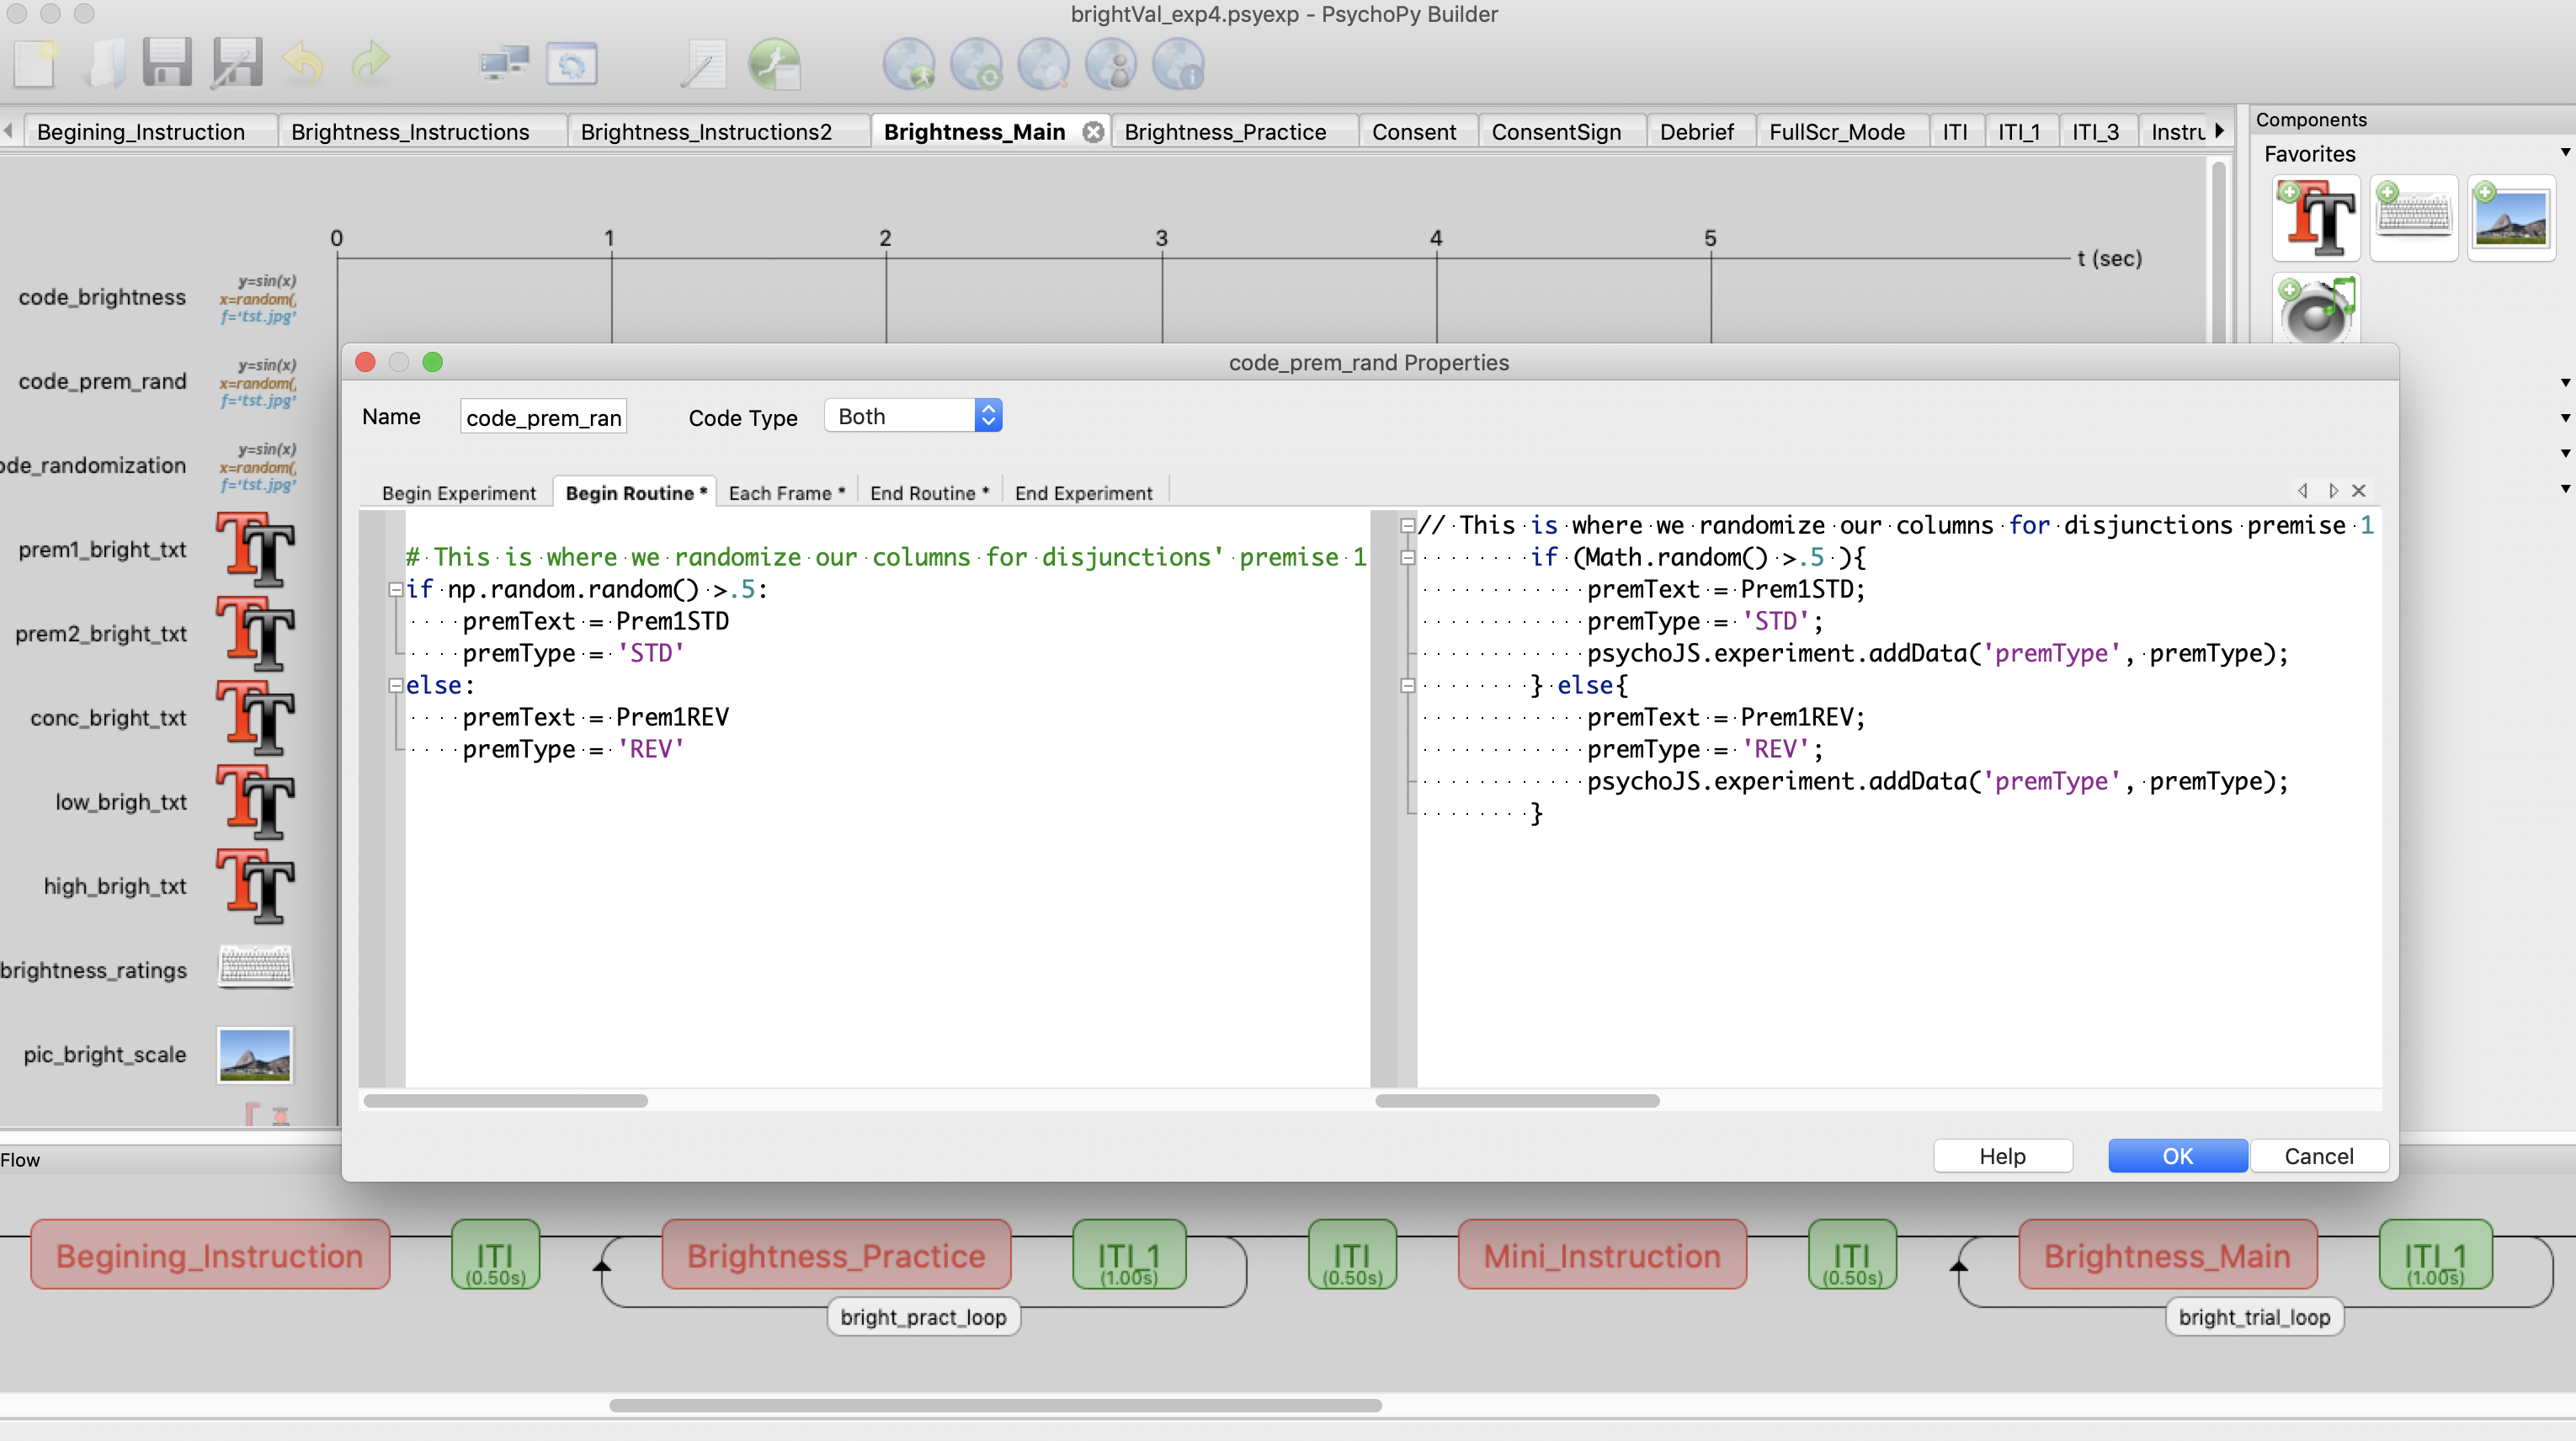 brightVal_exp4.psyexp - PsychoPy Builder
Begining_Instruction Brightness_Instructions Brightness_Instructions2 Brightness_Main Brightness_Practice Consent ConsentSign Debrief FullScr_Mode ITI ITI_1 ITI_3 Instru
Components
Favorites
0 1 2 3 4 5
t (sec)
code_brightness
y=sin(x)
x=random(,
f='tst.jpg'
code_prem_rand
y=sin(x)
x=random(,
f='tst.jpg'
ode_randomization
y=sin(x)
x=random(,
f='tst.jpg'
prem1_bright_txt
prem2_bright_txt
conc_bright_txt
low_brigh_txt
high_brigh_txt
brightness_ratings
pic_bright_scale
code_prem_rand Properties
Name code_prem_ran Code Type Both
Begin Experiment Begin Routine * Each Frame * End Routine * End Experiment
# This is where we randomize our columns for disjunctions' premise 1
if np.random.random() >.5:
premText = Prem1STD
premType = 'STD'
else:
premText = Prem1REV
premType = 'REV'
// This is where we randomize our columns for disjunctions premise 1
if (Math.random() >.5 ){
premText = Prem1STD;
premType = 'STD';
psychoJS.experiment.addData('premType', premType);
} else{
premText = Prem1REV;
premType = 'REV';
psychoJS.experiment.addData('premType', premType);
}
Help OK Cancel
Flow
Begining_Instruction
ITI
(0.50s)
Brightness_Practice
ITI_1
(1.00s)
bright_pract_loop
ITI
(0.50s)
Mini_Instruction
ITI
(0.50s)
Brightness_Main
ITI_1
(1.00s)
bright_trial_loop